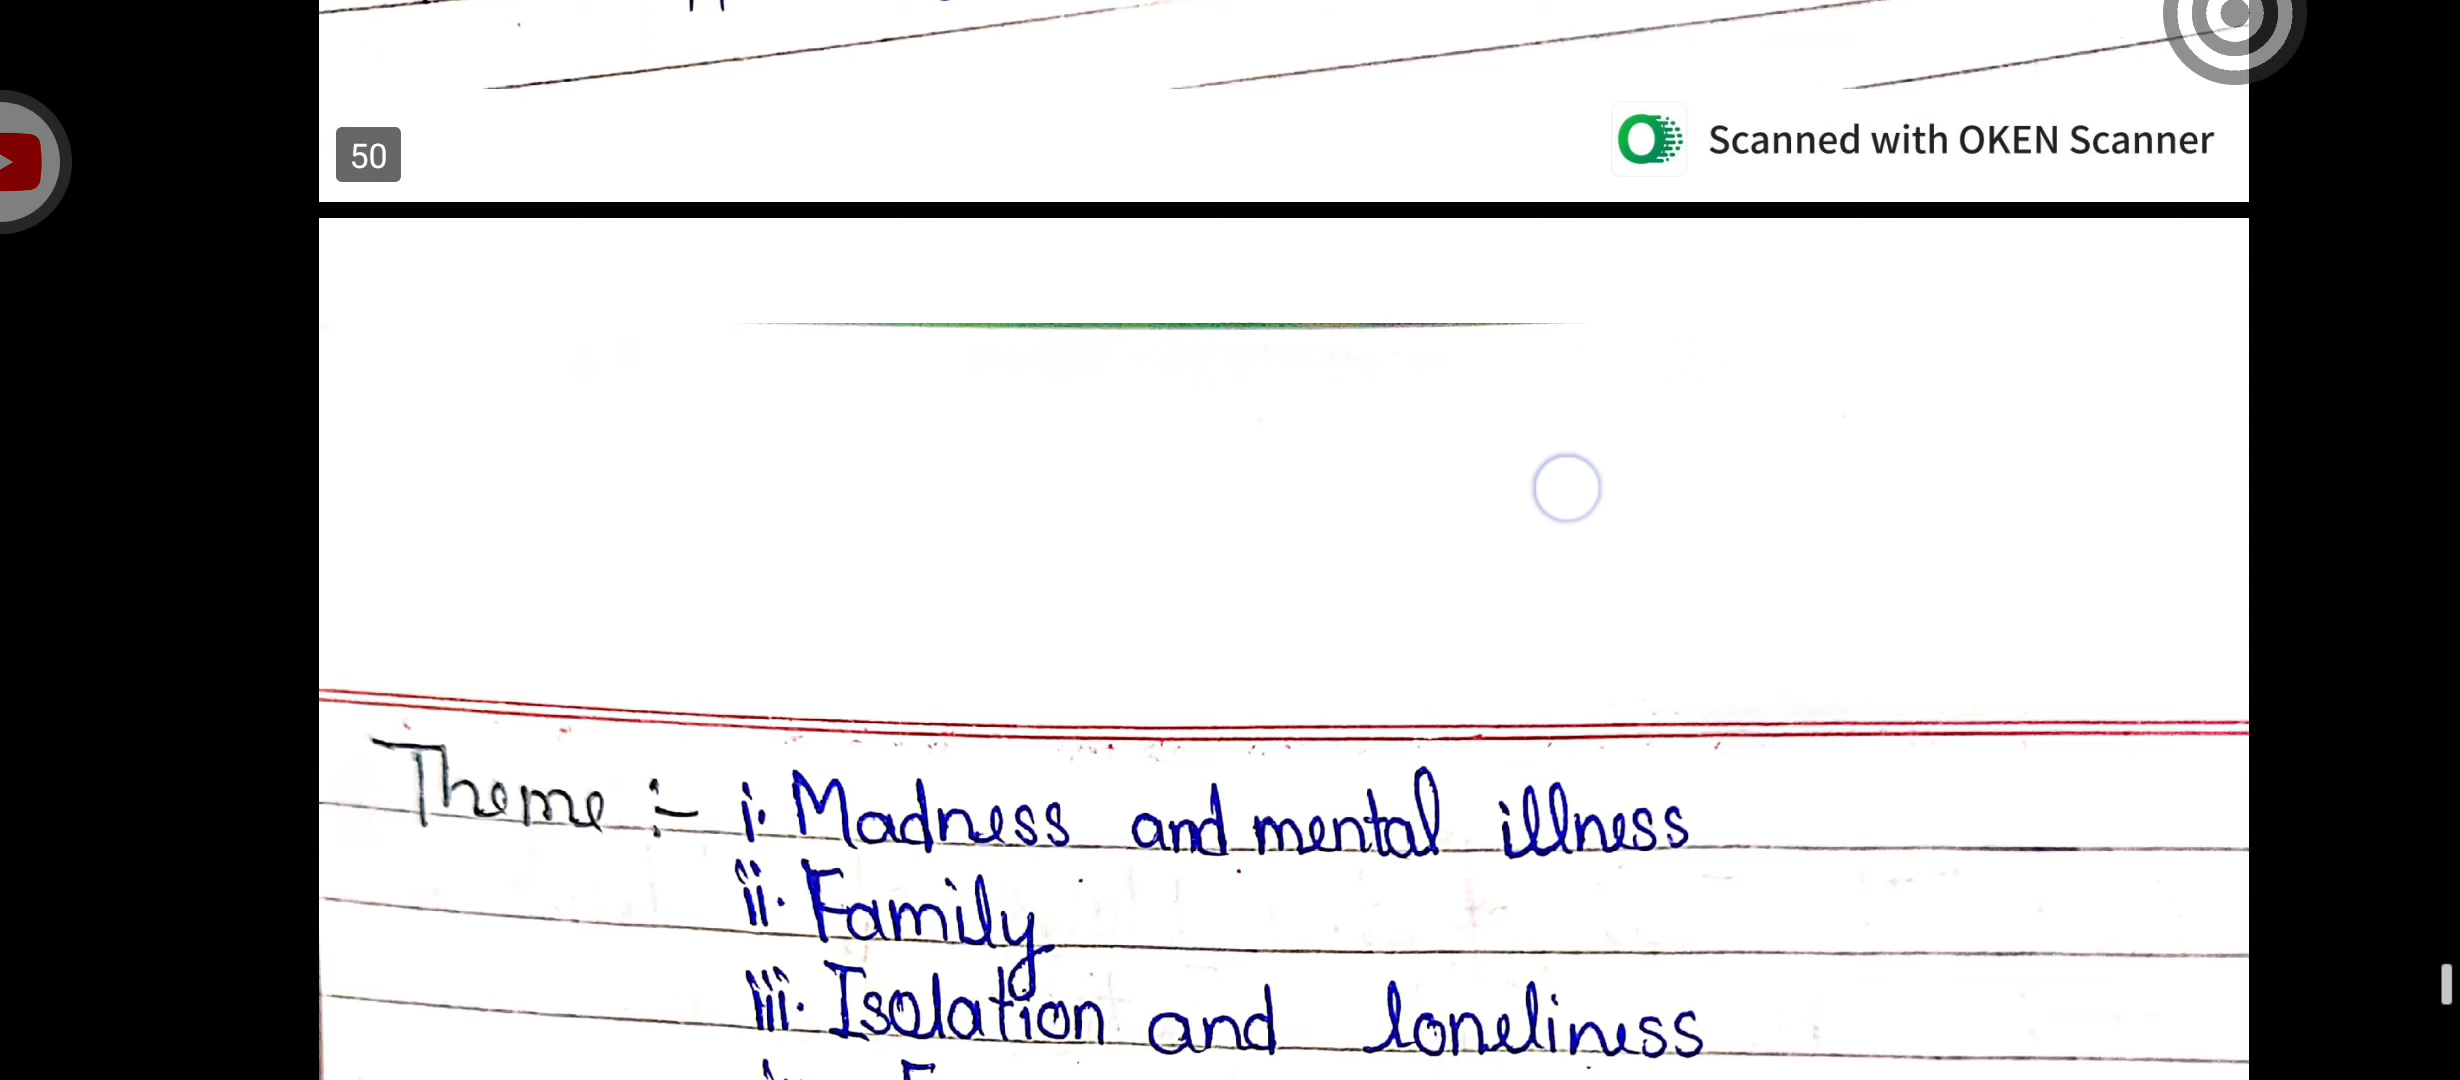 50
Scanned with OKEN Scanner
Theme :- i. Madness and mental illness
ii. Family
iii. Isolation and loneliness